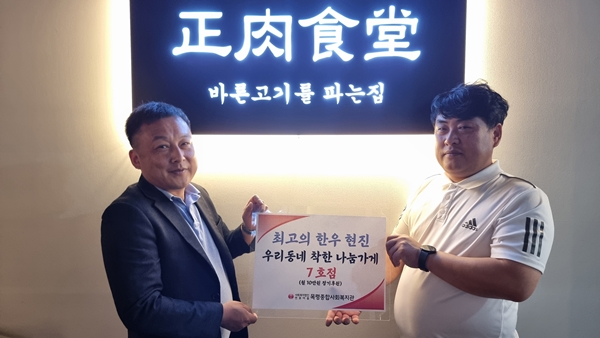 正肉食堂
바른고기를 파는집
최고의 한우 현진
우리동네 착한 나눔가게
7호점
(월 10만원 정기후원)
목행종합사회복지관
adidas